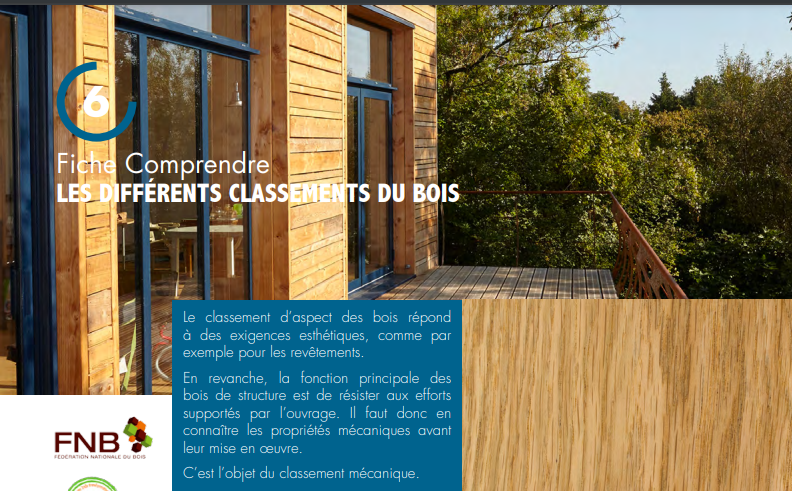 6
Fiche Comprendre
LES DIFFÉRENTS CLASSEMENTS DU BOIS
Le classement d'aspect des bois répond
à des exigences esthétiques, comme par
exemple pour les revêtements.
En revanche, la fonction principale des
bois de structure est de résister aux efforts
supportés par l'ouvrage. Il faut donc en
connaître les propriétés mécaniques avant
leur mise en œuvre.
C'est l'objet du classement mécanique.
FNB
FÉDÉRATION NATIONALE DU BOIS